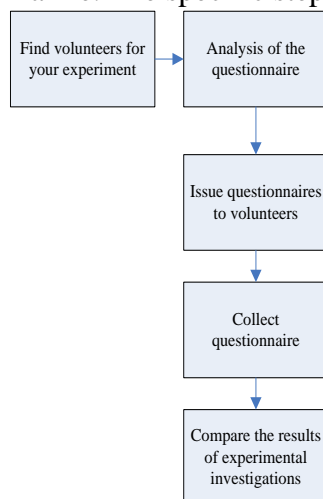 Find volunteers for
your experiment
Analysis of the
questionnaire
Issue questionnaires
to volunteers
Collect
questionnaire
Compare the results
of experimental
investigations